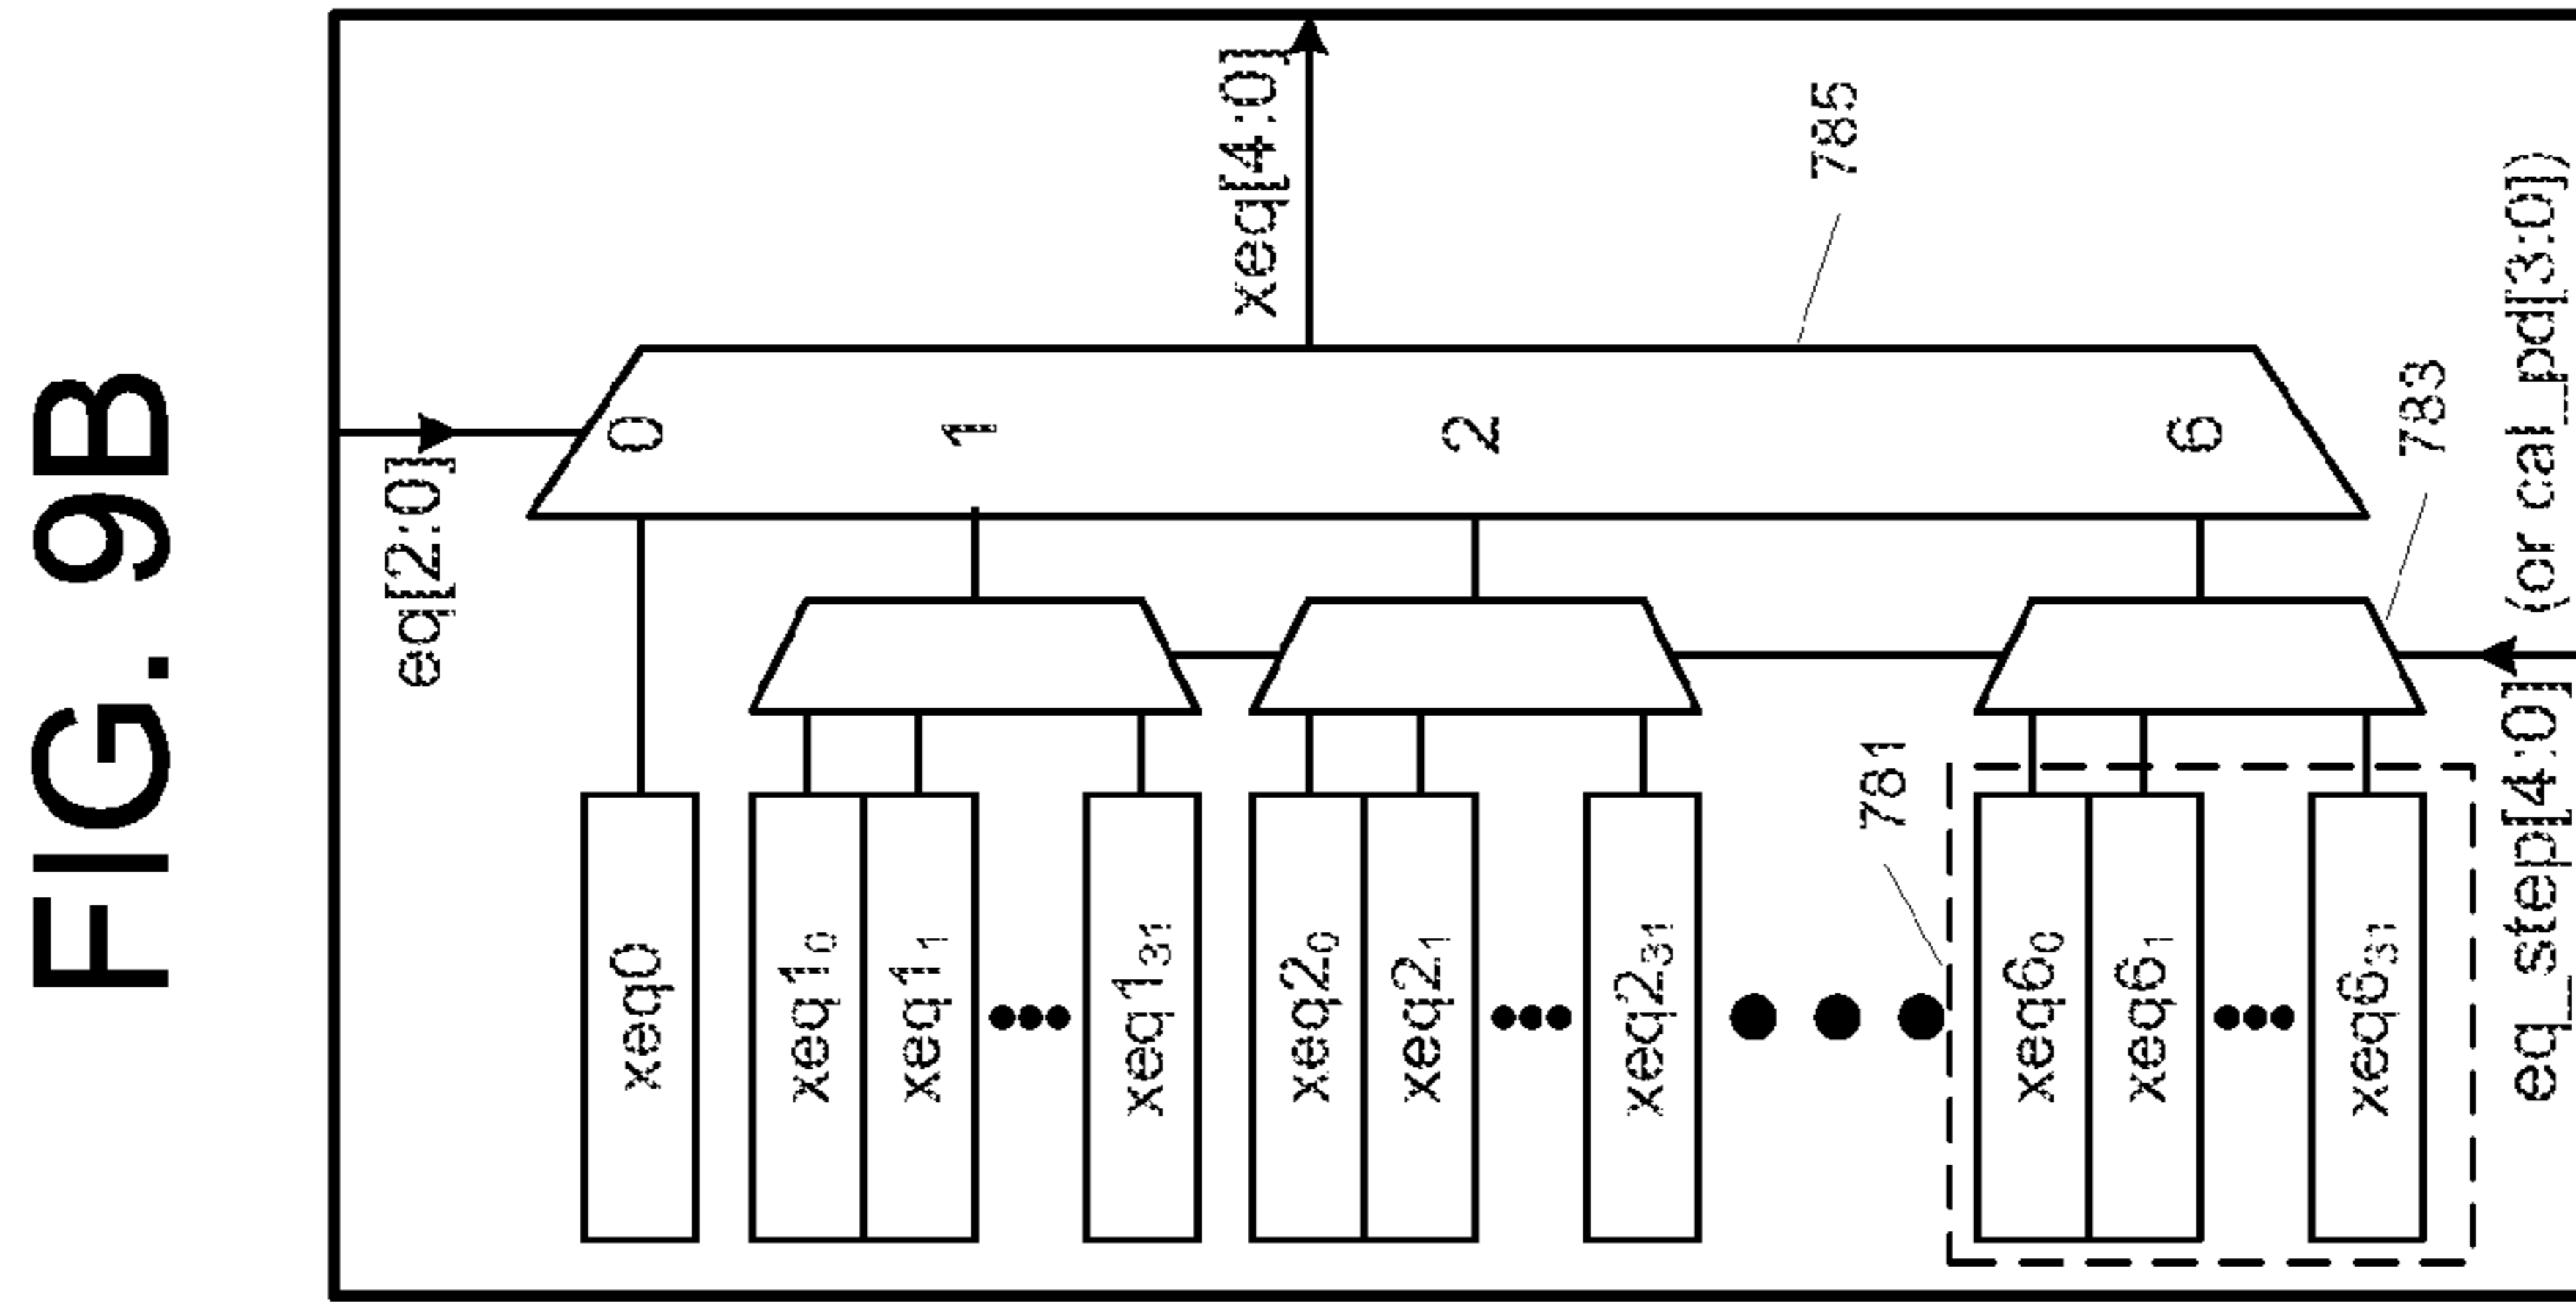 FIG. 9B
eq[2:0]
xeq[4:0]
0
1
2
6
785
783
781
xeq0
xeq1₀
xeq1₁
xeq1₃₁
xeq2₀
xeq2₁
xeq2₃₁
xeq6₀
xeq6₁
xeq6₃₁
eq_step[4:0] (or cal_pd[3:0])